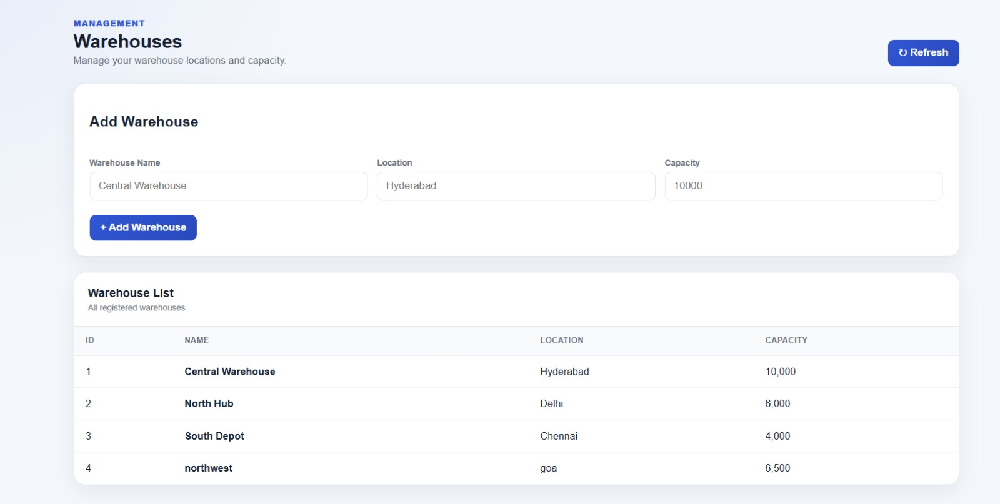 MANAGEMENT
Warehouses
Manage your warehouse locations and capacity.
↻ Refresh
Add Warehouse
Warehouse Name Location Capacity
Central Warehouse Hyderabad 10000
+ Add Warehouse
Warehouse List
All registered warehouses
ID NAME LOCATION CAPACITY
1 Central Warehouse Hyderabad 10,000
2 North Hub Delhi 6,000
3 South Depot Chennai 4,000
4 northwest goa 6,500